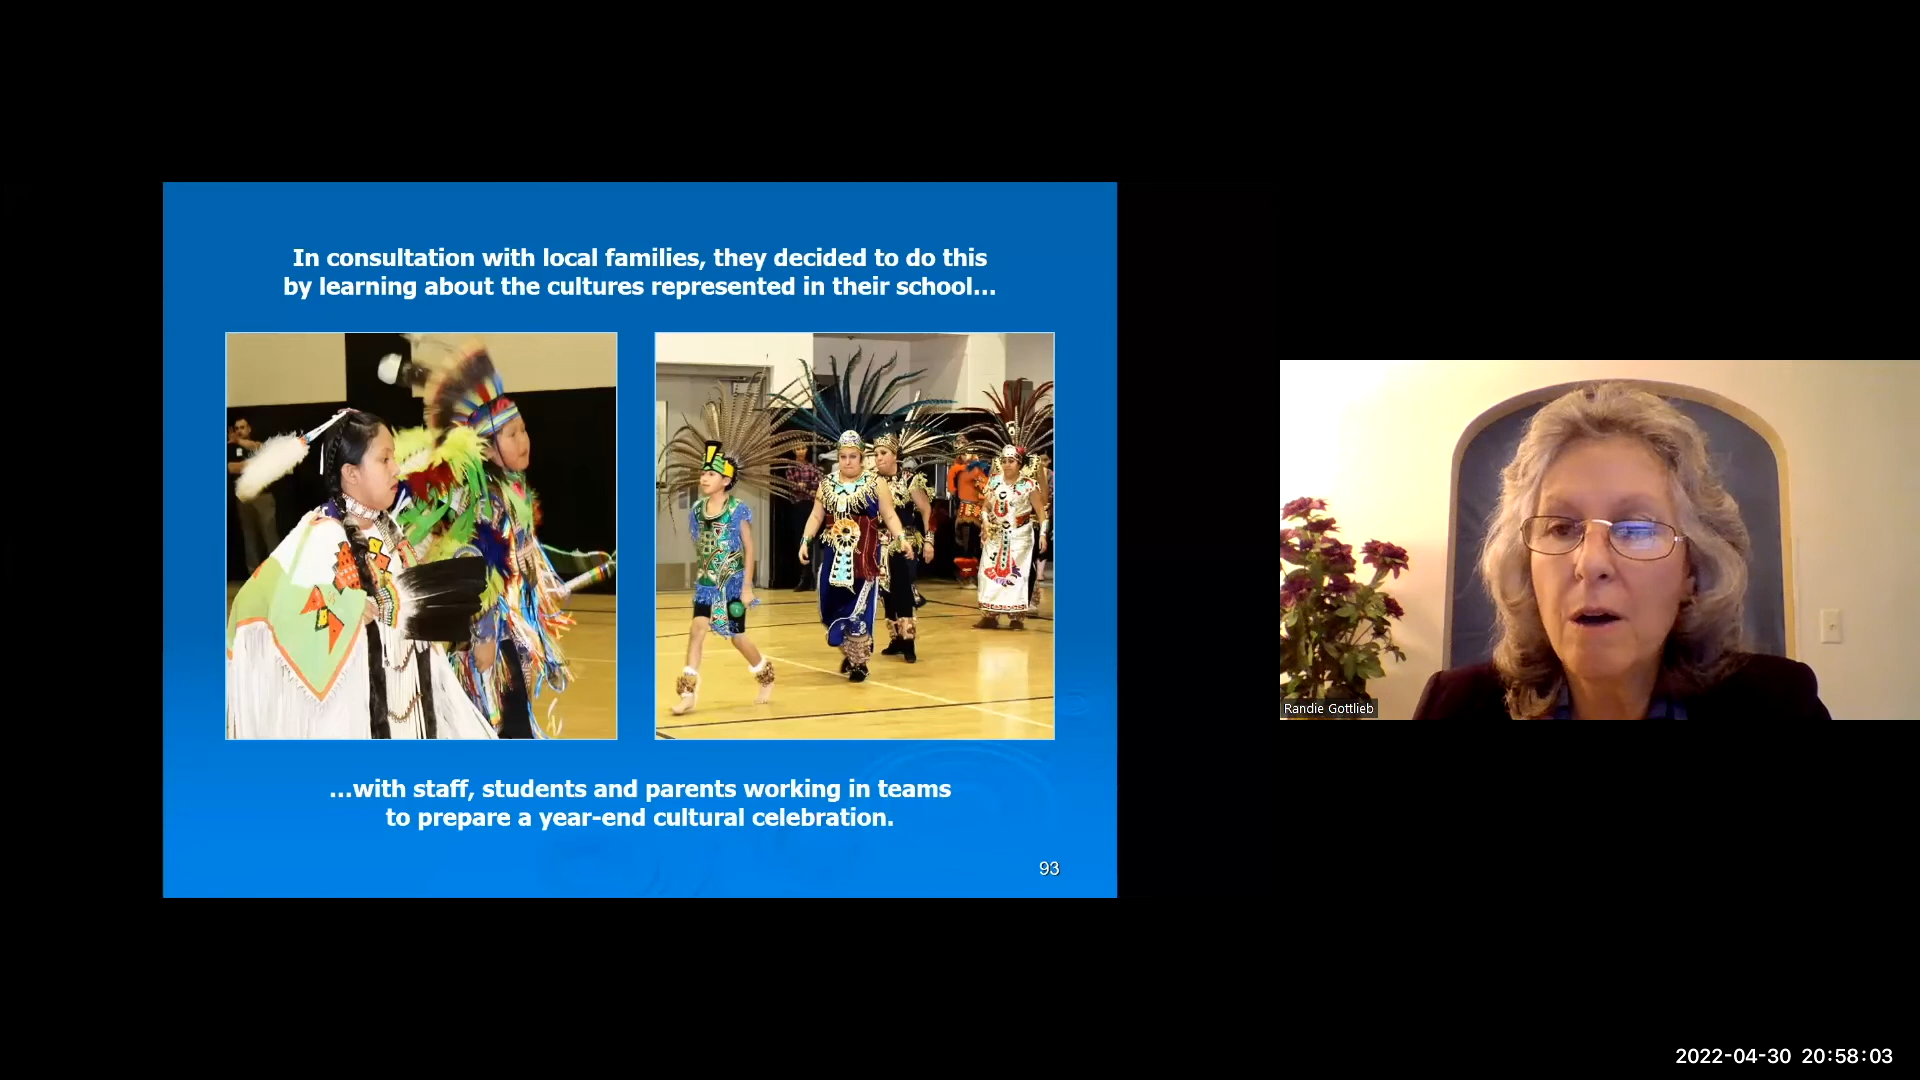 In consultation with local families, they decided to do this
by learning about the cultures represented in their school...
...with staff, students and parents working in teams
to prepare a year-end cultural celebration.
93
Randie Gottlieb
2022-04-30 20:58:03